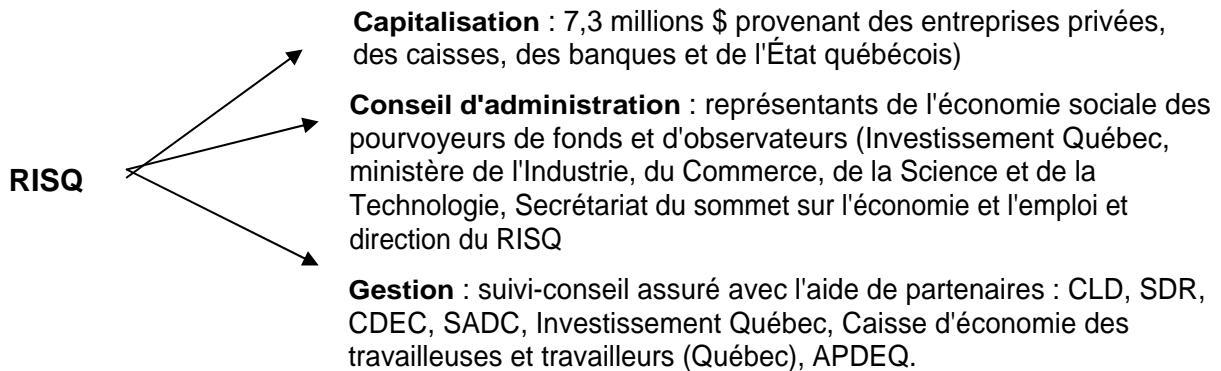 Capitalisation : 7,3 millions $ provenant des entreprises privées,
des caisses, des banques et de l'État québécois)
Conseil d'administration : représentants de l'économie sociale des
pourvoyeurs de fonds et d'observateurs (Investissement Québec,
ministère de l'Industrie, du Commerce, de la Science et de la
Technologie, Secrétariat du sommet sur l'économie et l'emploi et
direction du RISQ
RISQ
Gestion : suivi-conseil assuré avec l'aide de partenaires : CLD, SDR,
CDEC, SADC, Investissement Québec, Caisse d'économie des
travailleuses et travailleurs (Québec), APDEQ.